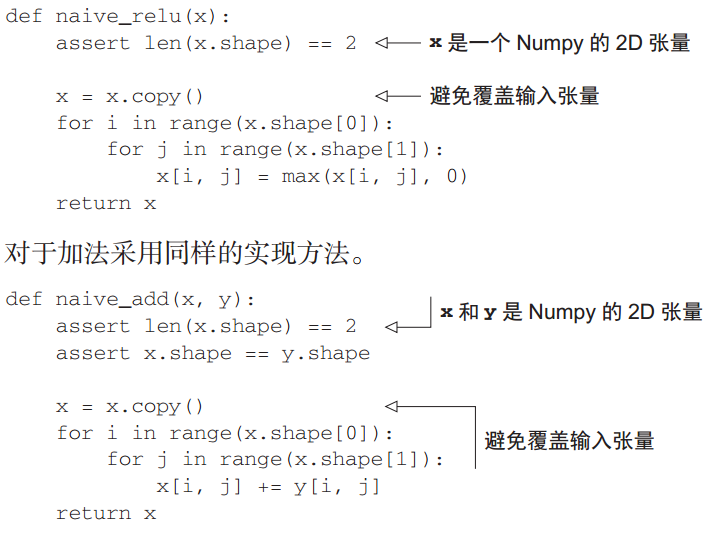 def naive_relu(x):
    assert len(x.shape) == 2    x 是一个 Numpy 的 2D 张量
    x = x.copy()    避免覆盖输入张量
    for i in range(x.shape[0]):
        for j in range(x.shape[1]):
            x[i, j] = max(x[i, j], 0)
    return x
对于加法采用同样的实现方法。
def naive_add(x, y):
    assert len(x.shape) == 2    x 和 y 是 Numpy 的 2D 张量
    assert x.shape == y.shape
    x = x.copy()
    for i in range(x.shape[0]):    避免覆盖输入张量
        for j in range(x.shape[1]):
            x[i, j] += y[i, j]
    return x